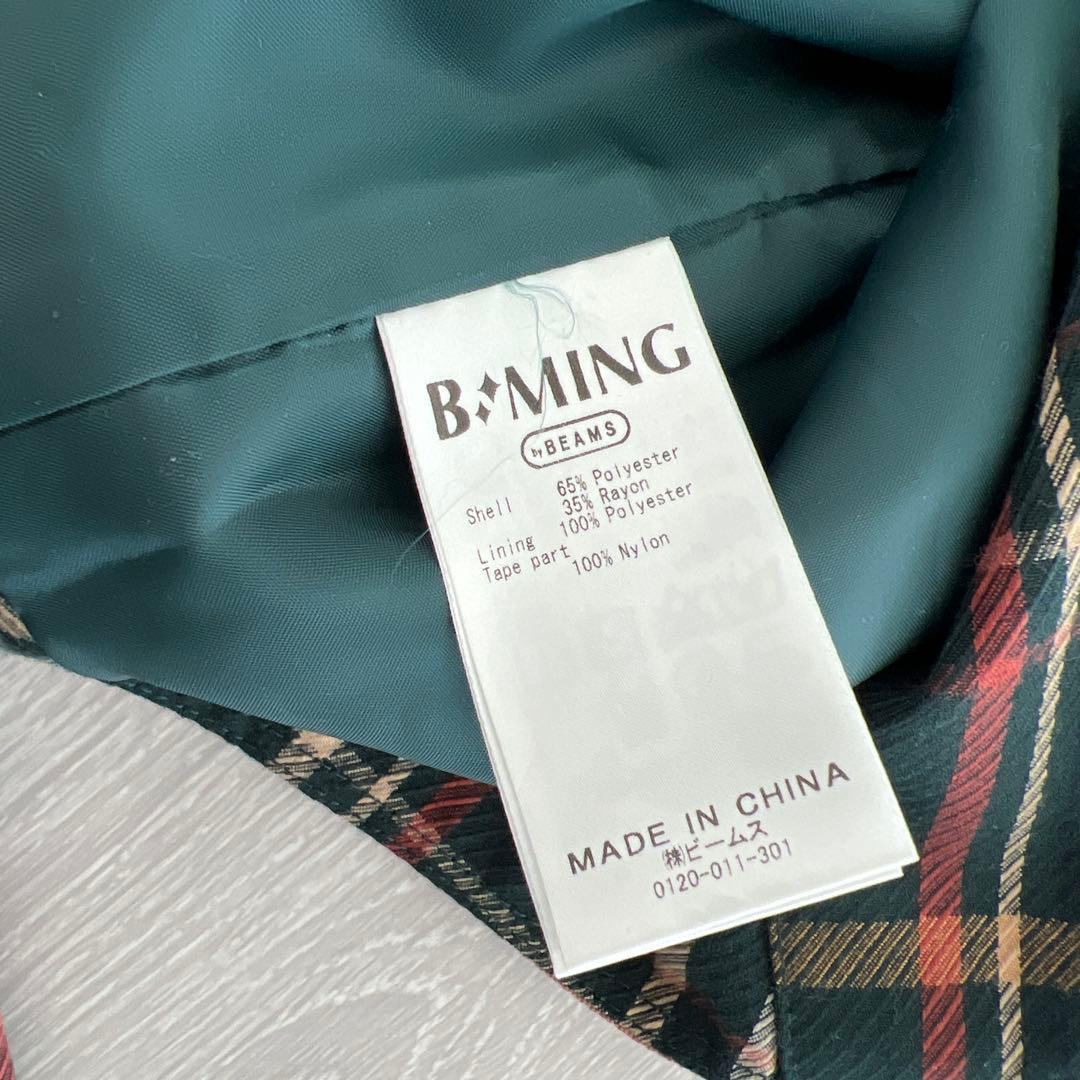 B:MING
by BEAMS
Shell 65% Polyester
35% Rayon
Lining 100% Polyester
Tape part 100% Nylon
MADE IN CHINA
㈱ビームス
0120-011-301